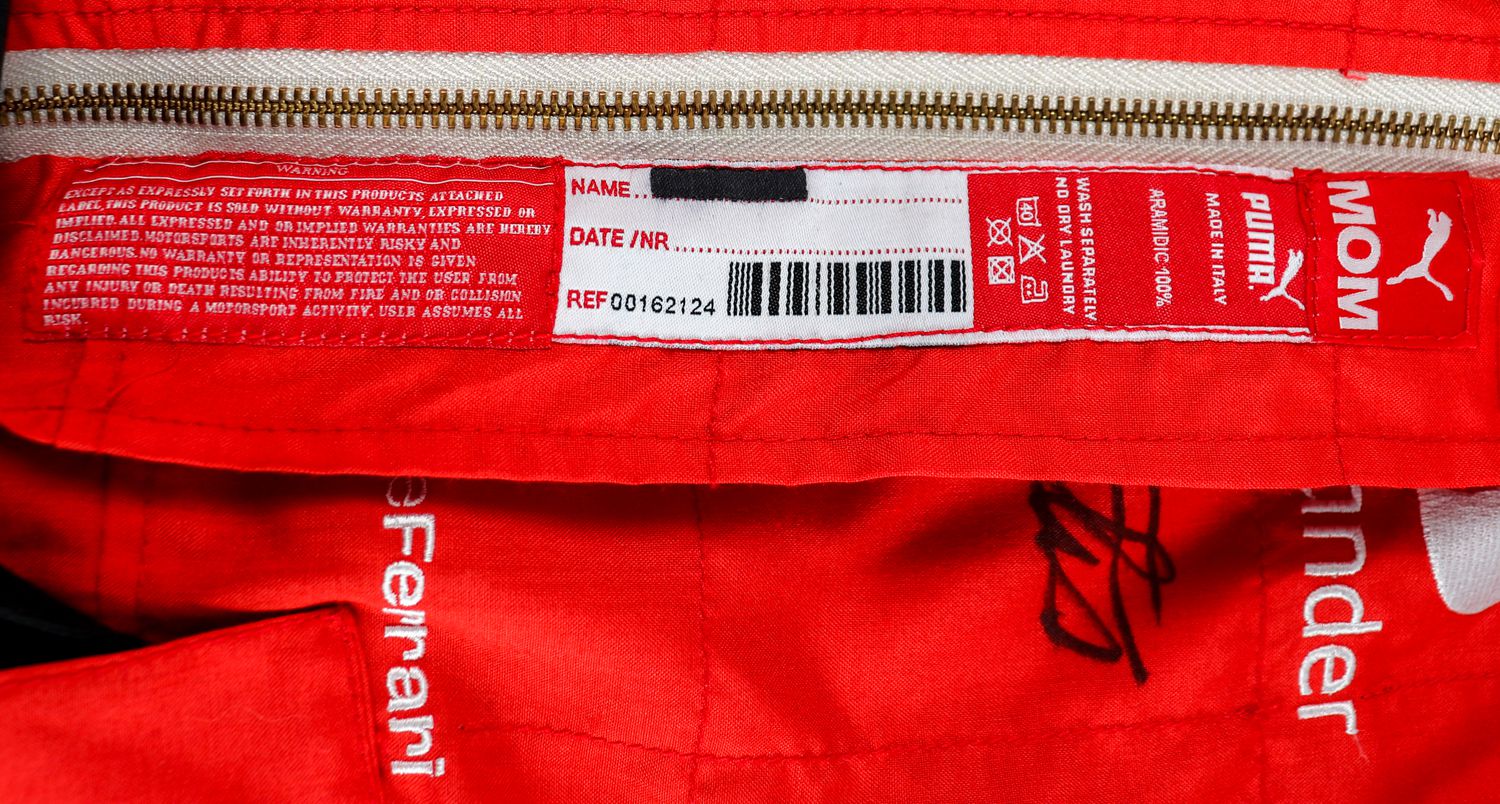 WARNING
EXCEPT AS EXPRESSLY SET FORTH IN THIS PRODUCTS ATTACHED
LABEL, THIS PRODUCT IS SOLD WITHOUT WARRANTY, EXPRESSED OR
IMPLIED. ALL EXPRESSED AND OR IMPLIED WARRANTIES ARE HEREBY
DISCLAIMED. MOTORSPORTS ARE INHERENTLY RISKY AND
DANGEROUS. NO WARRANTY OR REPRESENTATION IS GIVEN
REGARDING THIS PRODUCTS ABILITY TO PROTECT THE USER FROM
ANY INJURY OR DEATH RESULTING FROM FIRE AND OR COLLISION
INCURRED DURING A MOTORSPORT ACTIVITY. USER ASSUMES ALL
RISK.
NAME
DATE /NR
REF00162124
40
WASH SEPARATELY
NO DRY LAUNDRY
ARAMIDIC 100%
MADE IN ITALY
PUMA.
MOM
eFerrari
ander